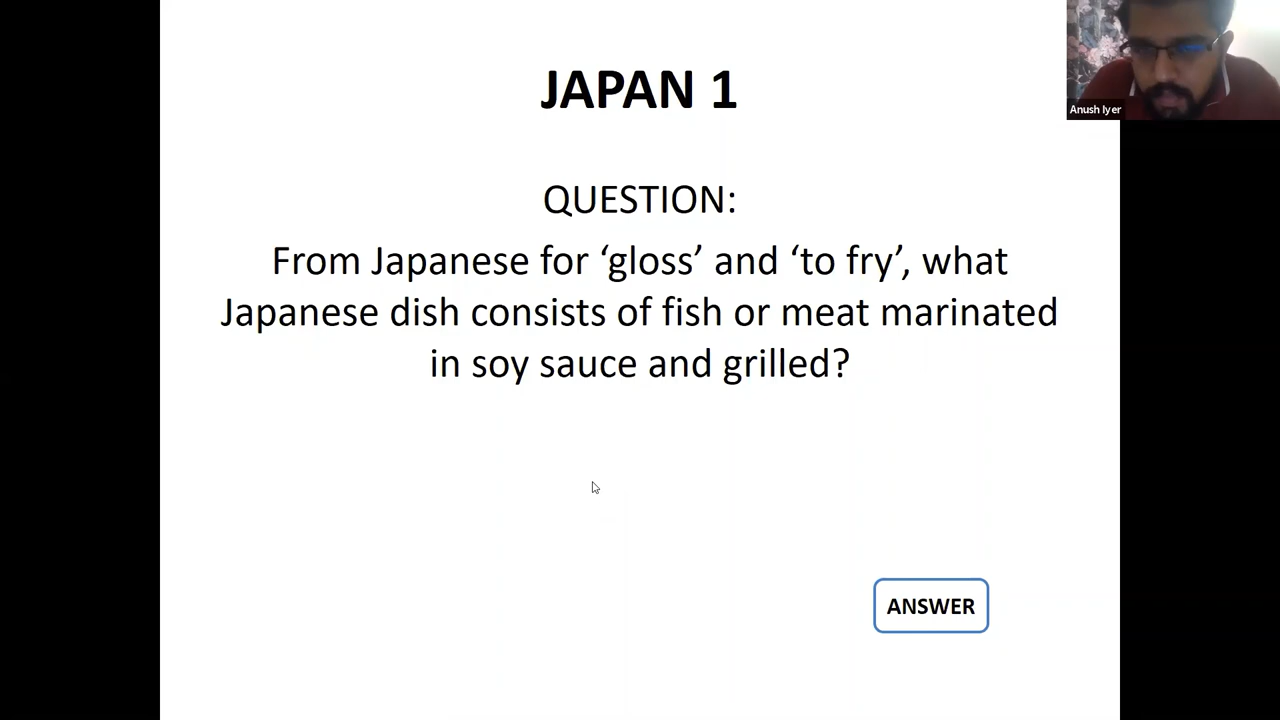 JAPAN 1
Anush Iyer
QUESTION:
From Japanese for ‘gloss’ and ‘to fry’, what
Japanese dish consists of fish or meat marinated
in soy sauce and grilled?
ANSWER